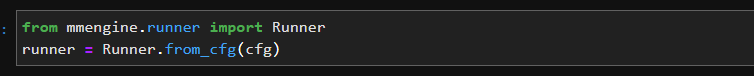 :
from mmengine.runner import Runner
runner = Runner.from_cfg(cfg)